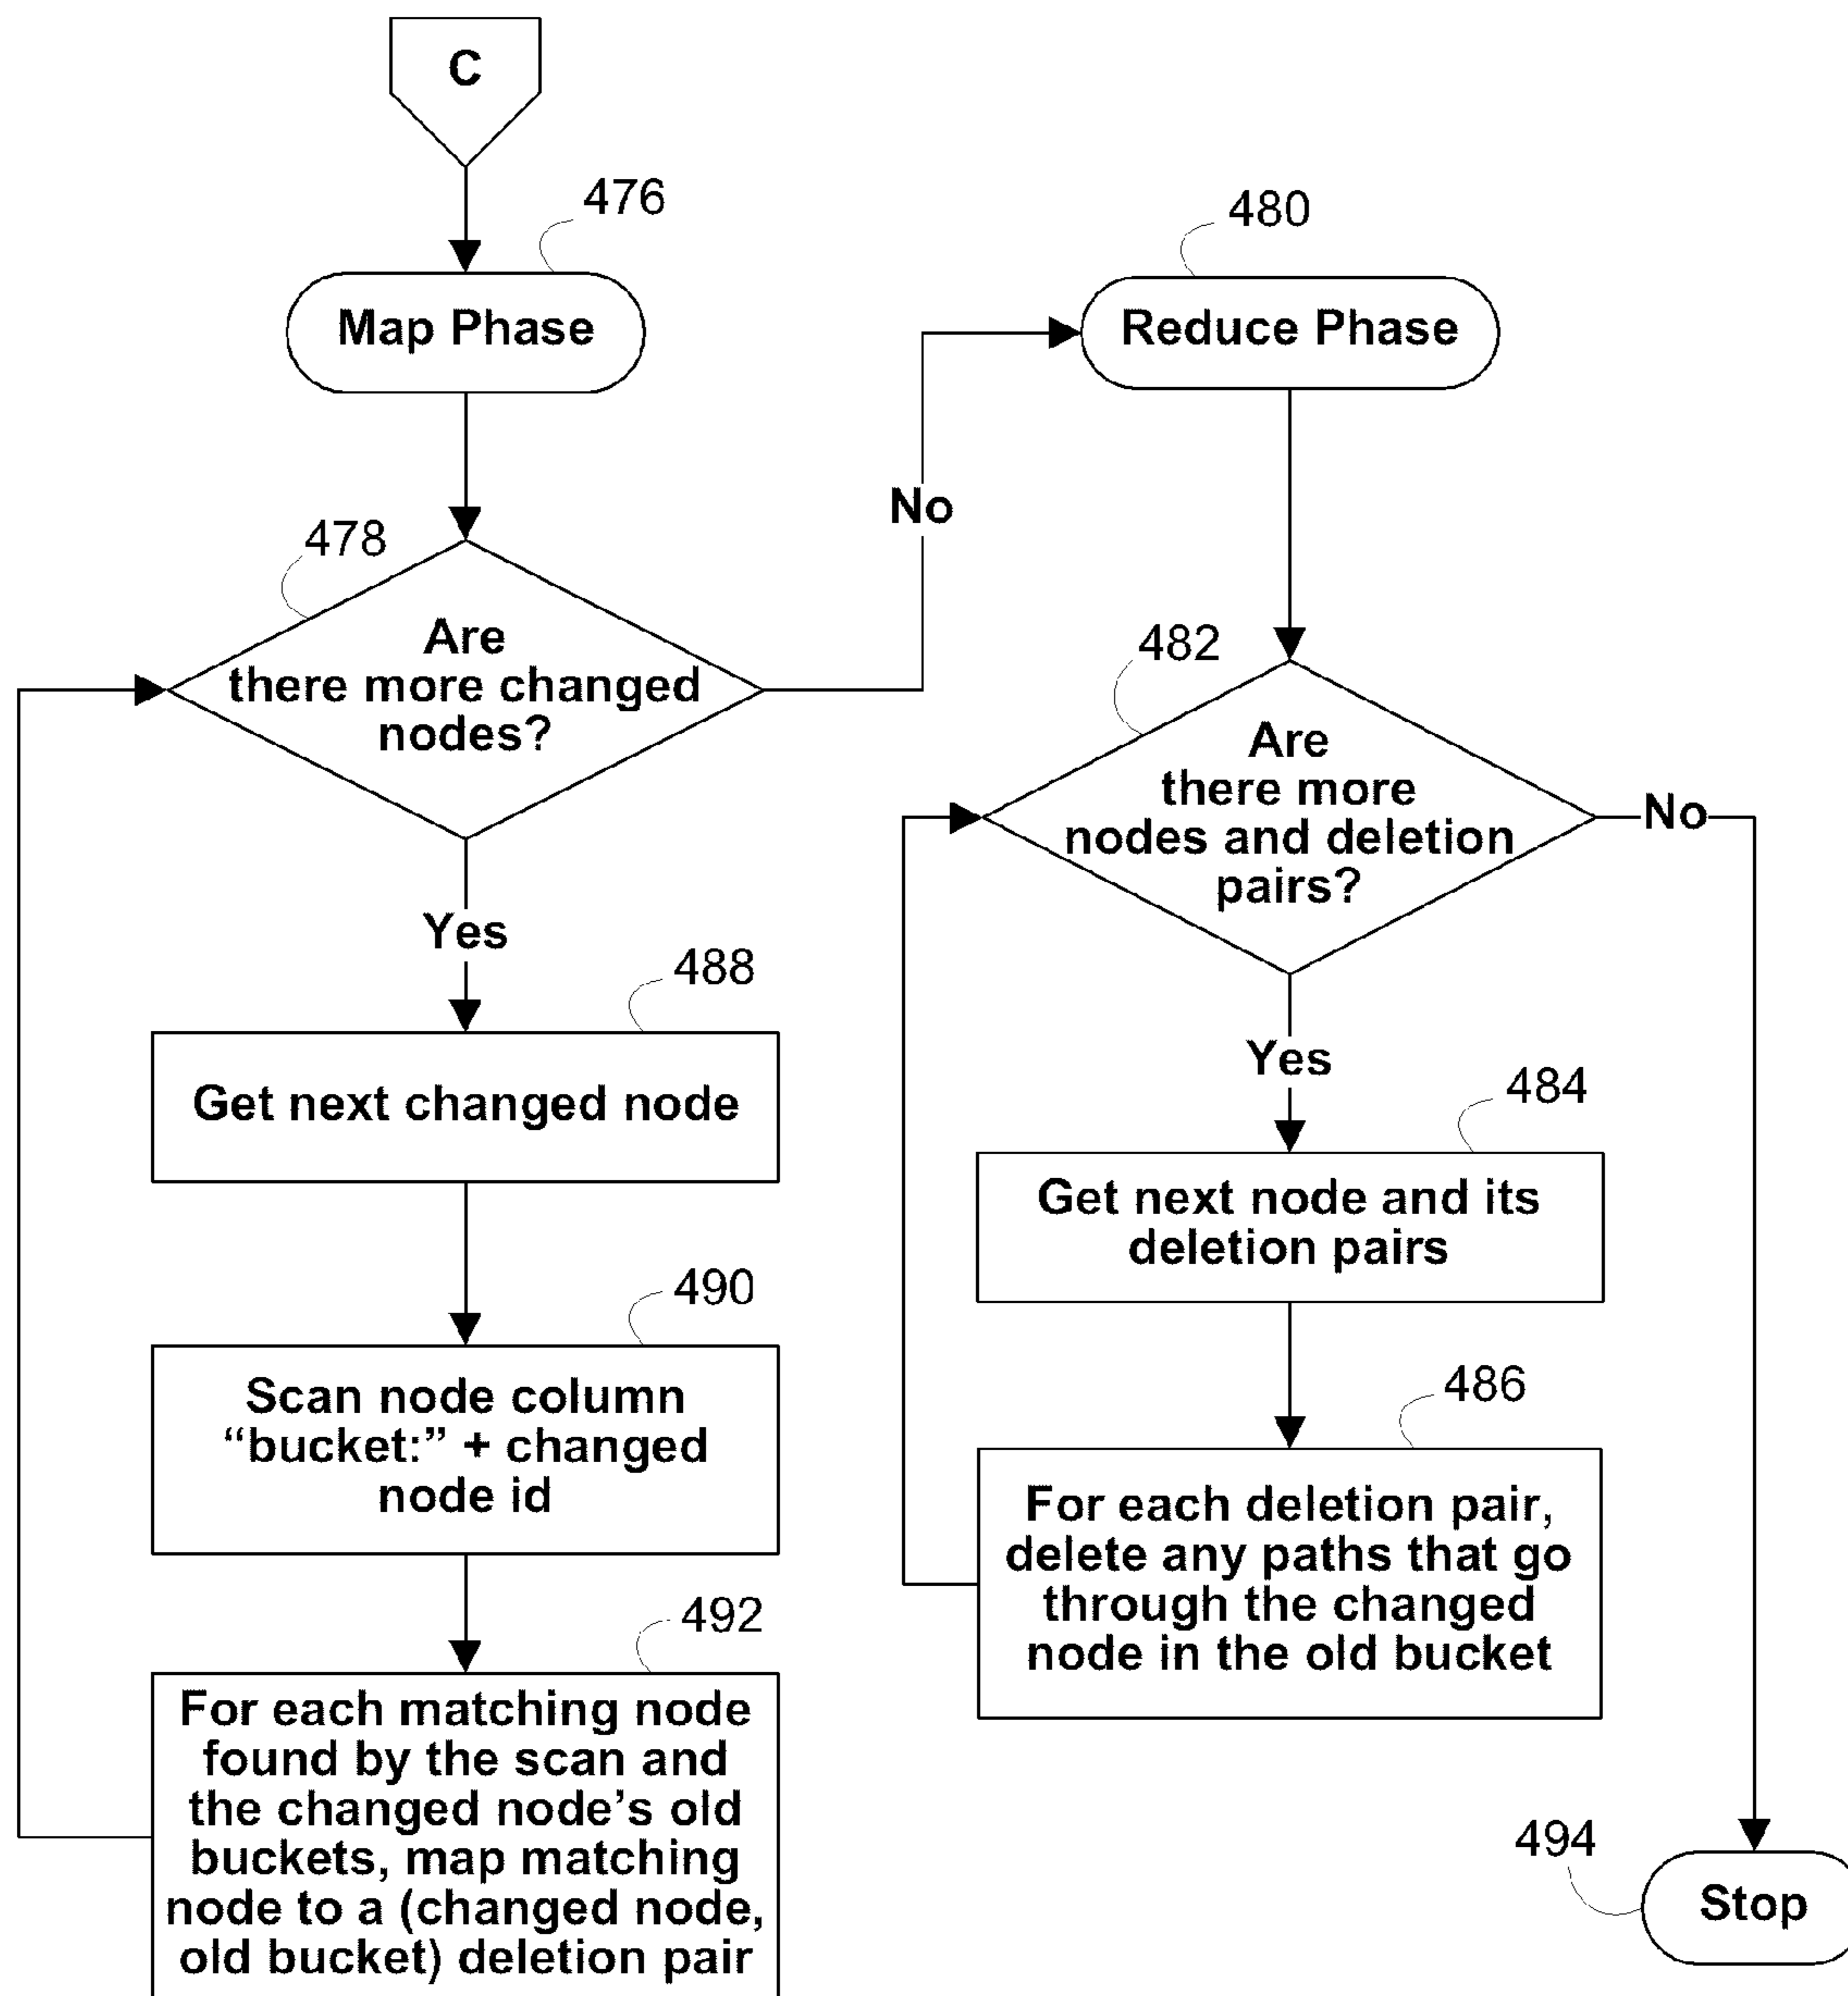 C
476
Map Phase
478
Are
there more changed
nodes?
No
Yes
488
Get next changed node
490
Scan node column
“bucket:” + changed
node id
492
For each matching node
found by the scan and
the changed node’s old
buckets, map matching
node to a (changed node,
old bucket) deletion pair
480
Reduce Phase
482
Are
there more
nodes and deletion
pairs?
No
Yes
484
Get next node and its
deletion pairs
486
For each deletion pair,
delete any paths that go
through the changed
node in the old bucket
494
Stop